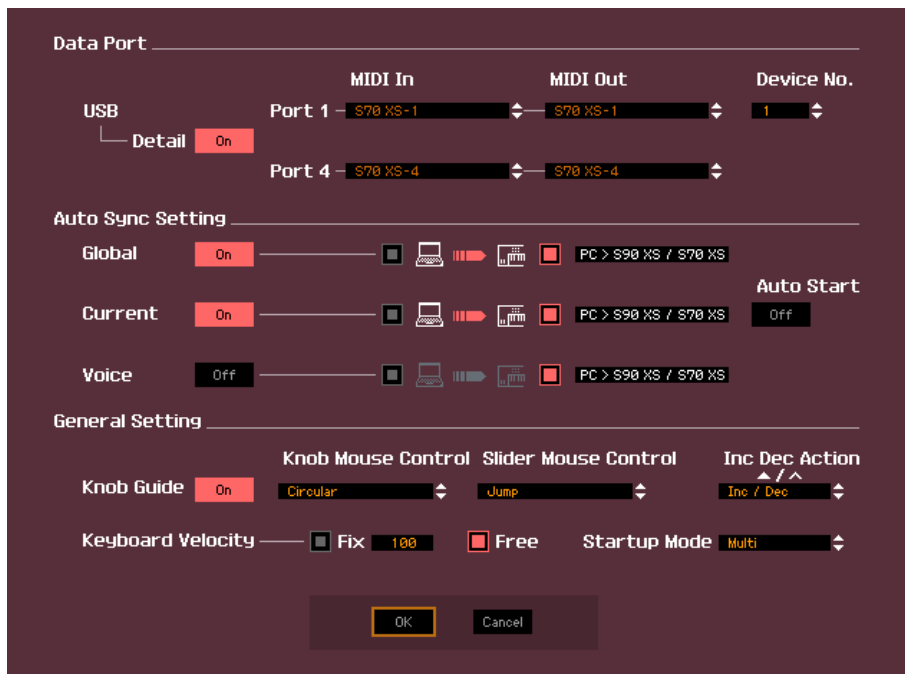 Data Port
MIDI In MIDI Out Device No.
USB Port 1 S70 XS-1 S70 XS-1 1
Detail On
Port 4 S70 XS-4 S70 XS-4
Auto Sync Setting
Global On PC > S90 XS / S70 XS
Auto Start
Current On PC > S90 XS / S70 XS Off
Voice Off PC > S90 XS / S70 XS
General Setting
Knob Mouse Control Slider Mouse Control Inc Dec Action
/
Knob Guide On Circular Jump Inc / Dec
Keyboard Velocity Fix 100 Free Startup Mode Multi
OK Cancel